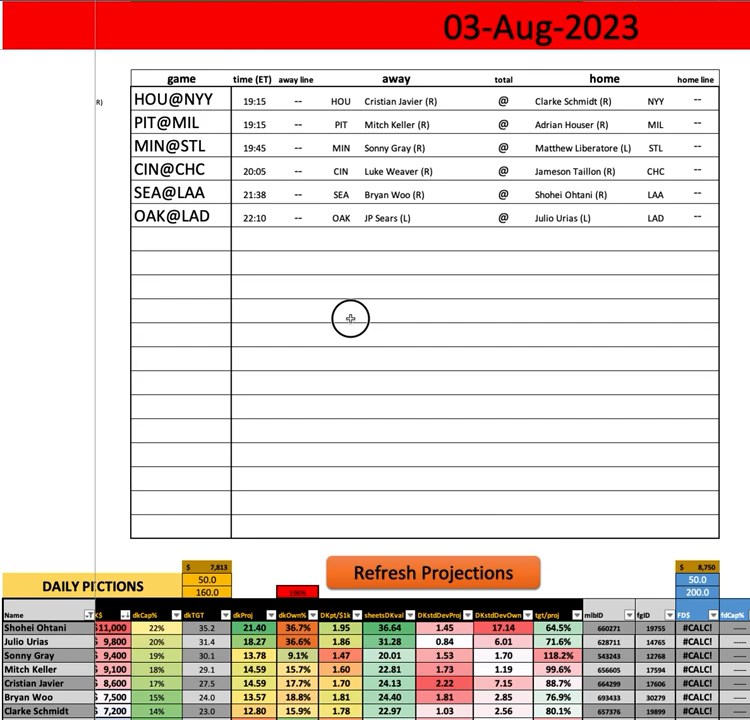 03-Aug-2023
game time (ET) away line away total home home line
R) HOU@NYY 19:15 -- HOU Cristian Javier (R) @ Clarke Schmidt (R) NYY --
PIT@MIL 19:15 -- PIT Mitch Keller (R) @ Adrian Houser (R) MIL --
MIN@STL 19:45 -- MIN Sonny Gray (R) @ Matthew Liberatore (L) STL --
CIN@CHC 20:05 -- CIN Luke Weaver (R) @ Jameson Taillon (R) CHC --
SEA@LAA 21:38 -- SEA Bryan Woo (R) @ Shohei Ohtani (R) LAA --
OAK@LAD 22:10 -- OAK JP Sears (L) @ Julio Urias (L) LAD --
$ 7,813 $ 8,750
DAILY PI CTIONS 50.0 Refresh Projections 50.0
160.0 200.0
Name K$ dkCap% dkTGT dkProj dkOwn% DKpt/$1k sheetsDKval DKstdDevProj DKstdDevOwn tgt/proj mlbID fgID FD$ fdCap%
Shohei Ohtani 11,000 22% 35.2 21.40 36.7% 1.95 36.64 1.45 17.14 64.5% 660271 19755 #CALC! -----
Julio Urias $ 9,800 20% 31.4 18.27 36.6% 1.86 31.28 0.84 6.01 71.6% 628711 14765 #CALC! -----
Sonny Gray $ 9,400 19% 30.1 13.78 9.1% 1.47 20.01 1.53 1.70 118.2% 543243 12768 #CALC! -----
Mitch Keller $ 9,100 18% 29.1 14.59 15.7% 1.60 22.81 1.73 1.19 99.6% 656605 17594 #CALC! -----
Cristian Javier $ 8,600 17% 27.5 14.59 17.7% 1.70 24.13 2.22 7.15 88.7% 664299 17606 #CALC! -----
Bryan Woo $ 7,500 15% 24.0 13.57 18.8% 1.81 24.40 1.81 2.85 76.9% 693433 30279 #CALC! -----
Clarke Schmidt $ 7,200 14% 23.0 12.80 15.9% 1.78 22.97 1.03 2.56 80.1% 657376 19899 #CALC! -----